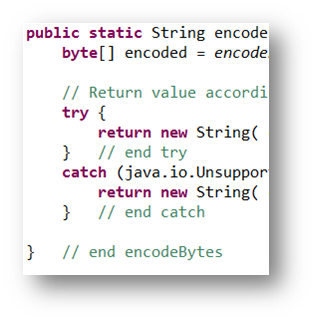 public static String encode
byte[] encoded = encode
// Return value accordi
try {
return new String(
} // end try
catch (java.io.Unsuppor
return new String(
} // end catch
} // end encodeBytes